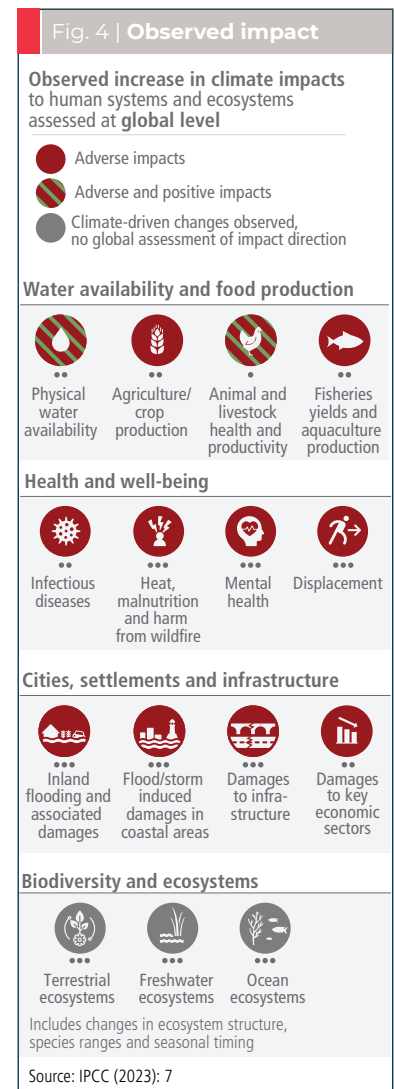 Fig. 4 | Observed impact
Observed increase in climate impacts
to human systems and ecosystems
assessed at global level
Adverse impacts
Adverse and positive impacts
Climate-driven changes observed,
no global assessment of impact direction
Water availability and food production
Physical
water
availability
Agriculture/
crop
production
Animal and
livestock
health and
productivity
Fisheries
yields and
aquaculture
production
Health and well-being
Infectious
diseases
Heat,
malnutrition
and harm
from wildfire
Mental
health
Displacement
Cities, settlements and infrastructure
Inland
flooding and
associated
damages
Flood/storm
induced
damages in
coastal areas
Damages
to infra-
structure
Damages
to key
economic
sectors
Biodiversity and ecosystems
Terrestrial
ecosystems
Freshwater
ecosystems
Ocean
ecosystems
Includes changes in ecosystem structure,
species ranges and seasonal timing
Source: IPCC (2023): 7